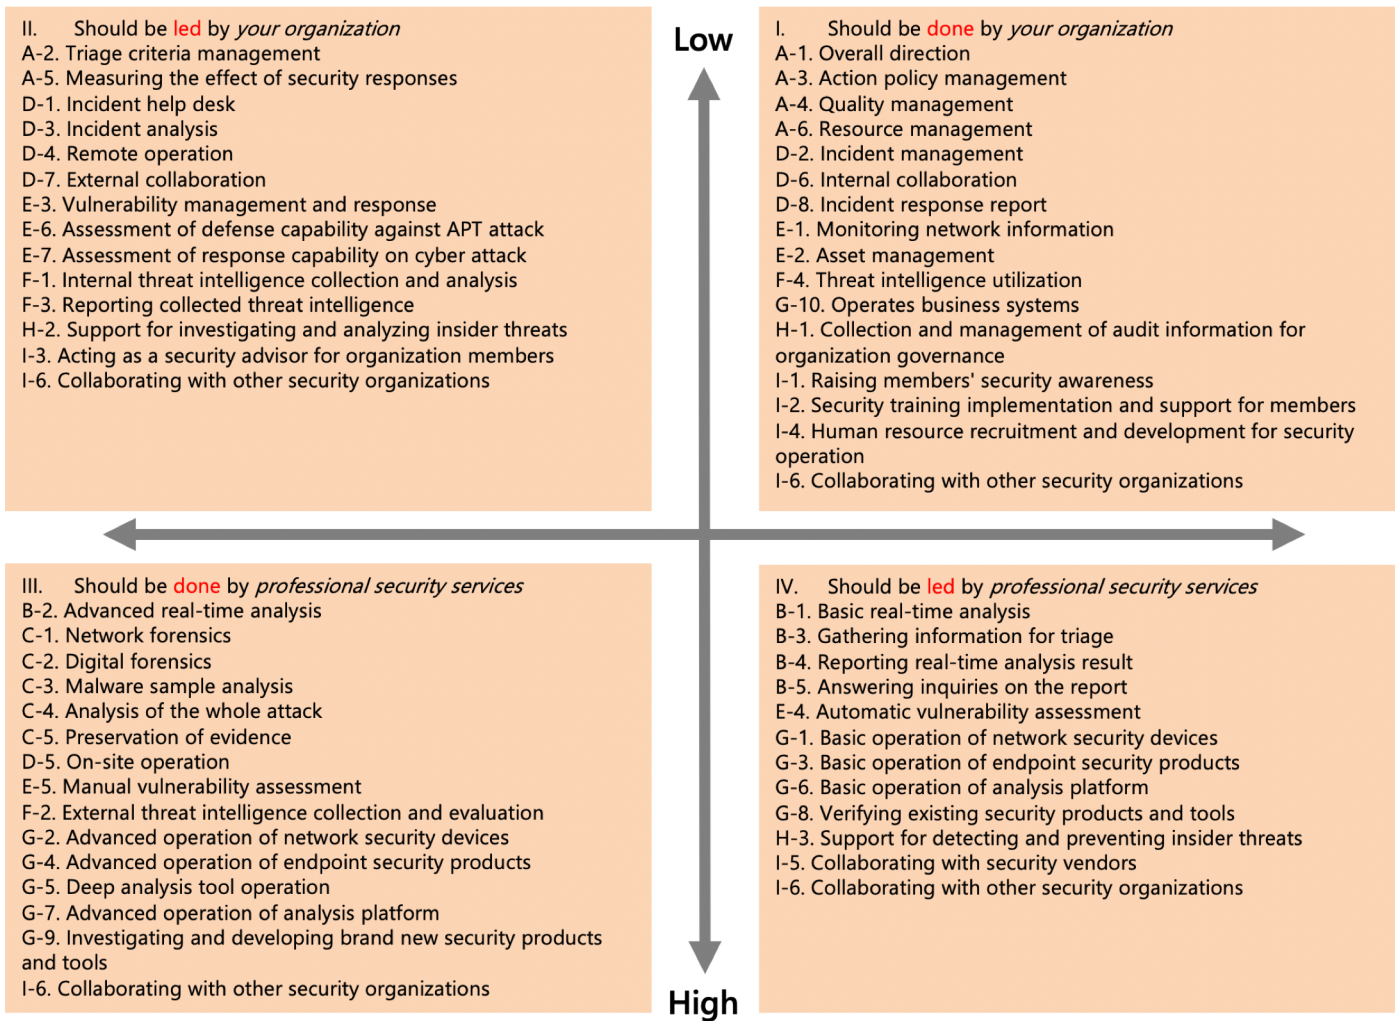 II. Should be led by your organization
A-2. Triage criteria management
A-5. Measuring the effect of security responses
D-1. Incident help desk
D-3. Incident analysis
D-4. Remote operation
D-7. External collaboration
E-3. Vulnerability management and response
E-6. Assessment of defense capability against APT attack
E-7. Assessment of response capability on cyber attack
F-1. Internal threat intelligence collection and analysis
F-3. Reporting collected threat intelligence
H-2. Support for investigating and analyzing insider threats
I-3. Acting as a security advisor for organization members
I-6. Collaborating with other security organizations
Low
I. Should be done by your organization
A-1. Overall direction
A-3. Action policy management
A-4. Quality management
A-6. Resource management
D-2. Incident management
D-6. Internal collaboration
D-8. Incident response report
E-1. Monitoring network information
E-2. Asset management
F-4. Threat intelligence utilization
G-10. Operates business systems
H-1. Collection and management of audit information for
organization governance
I-1. Raising members' security awareness
I-2. Security training implementation and support for members
I-4. Human resource recruitment and development for security
operation
I-6. Collaborating with other security organizations
III. Should be done by professional security services
B-2. Advanced real-time analysis
C-1. Network forensics
C-2. Digital forensics
C-3. Malware sample analysis
C-4. Analysis of the whole attack
C-5. Preservation of evidence
D-5. On-site operation
E-5. Manual vulnerability assessment
F-2. External threat intelligence collection and evaluation
G-2. Advanced operation of network security devices
G-4. Advanced operation of endpoint security products
G-5. Deep analysis tool operation
G-7. Advanced operation of analysis platform
G-9. Investigating and developing brand new security products
and tools
I-6. Collaborating with other security organizations
High
IV. Should be led by professional security services
B-1. Basic real-time analysis
B-3. Gathering information for triage
B-4. Reporting real-time analysis result
B-5. Answering inquiries on the report
E-4. Automatic vulnerability assessment
G-1. Basic operation of network security devices
G-3. Basic operation of endpoint security products
G-6. Basic operation of analysis platform
G-8. Verifying existing security products and tools
H-3. Support for detecting and preventing insider threats
I-5. Collaborating with security vendors
I-6. Collaborating with other security organizations